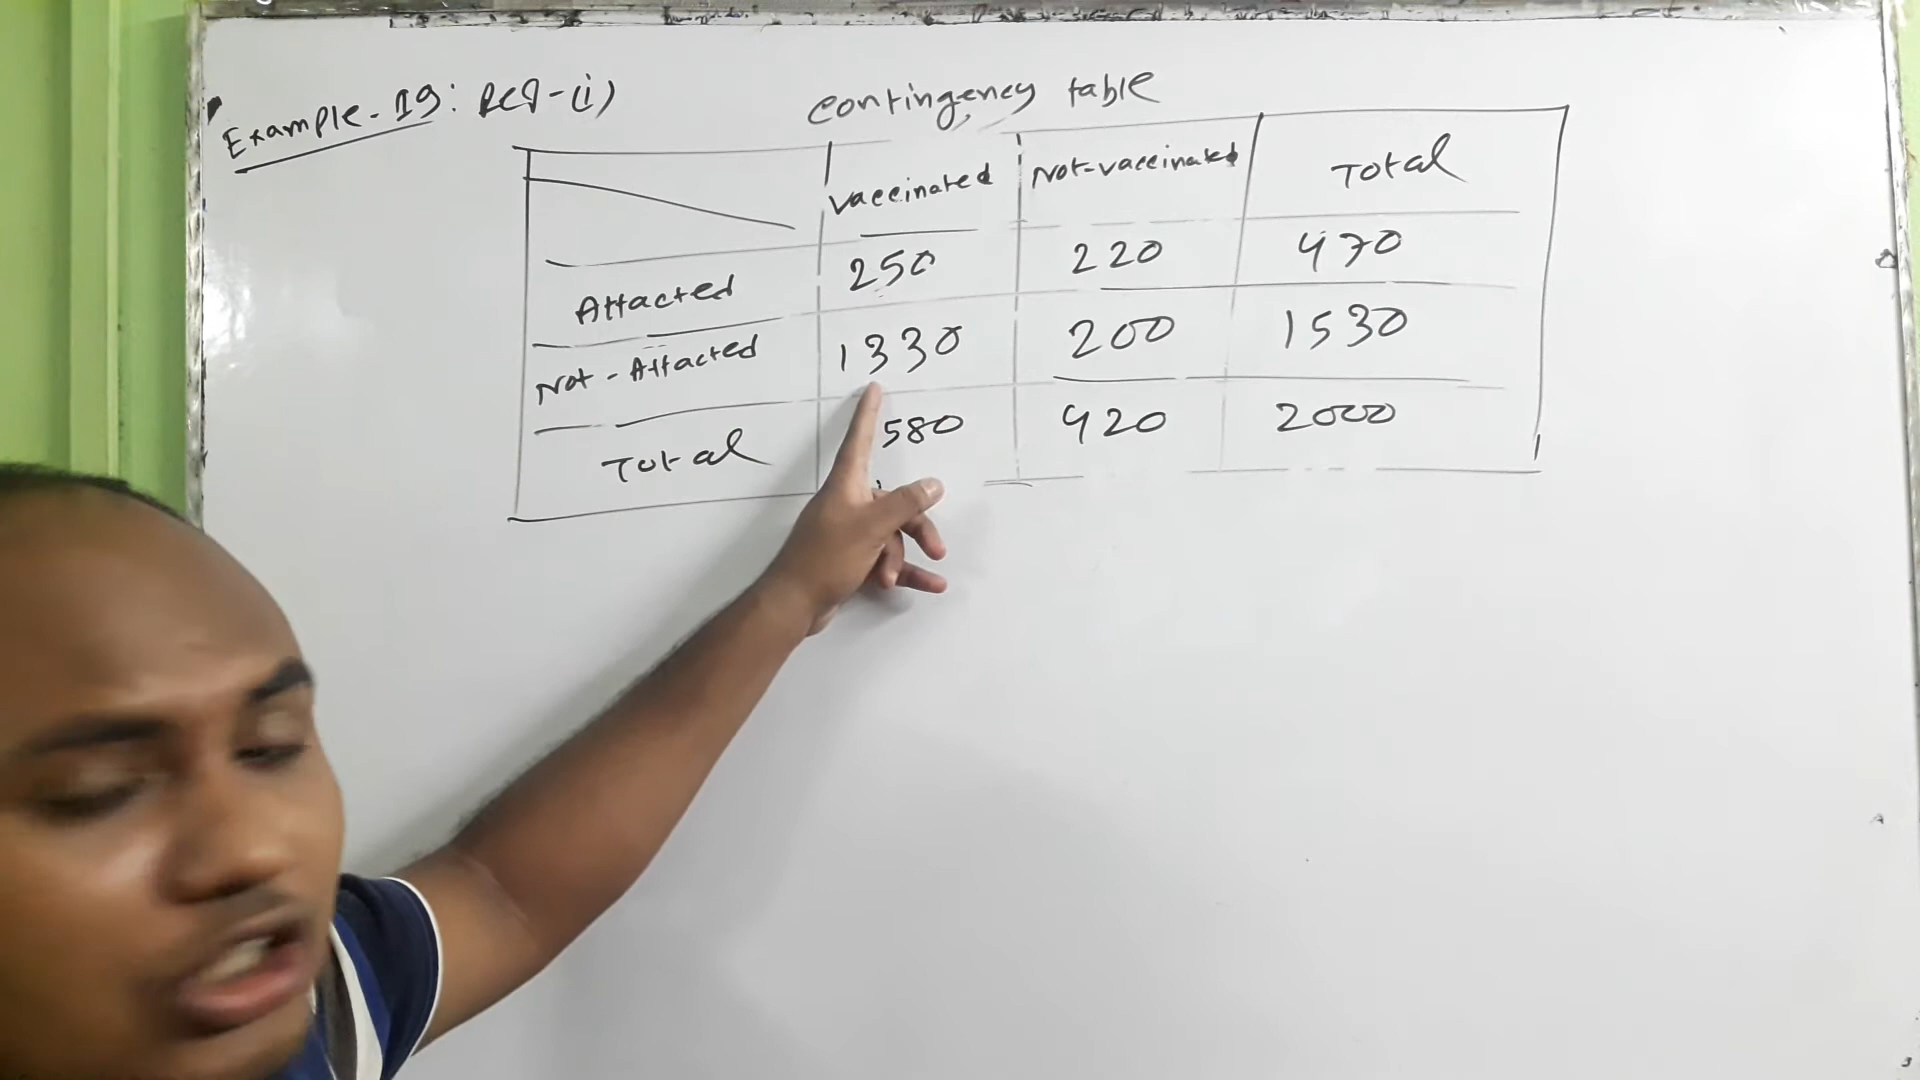 Example-19: (i)
contingency table
Vaccinated Not-vaccinated Total
Attacted 250 220 470
Not-Attacted 1330 200 1530
Total 580 420 2000